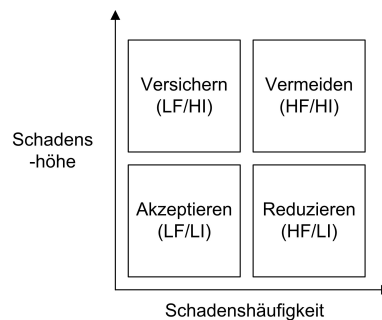 Versichern
(LF/HI)
Vermeiden
(HF/HI)
Schadens
-höhe
Akzeptieren
(LF/LI)
Reduzieren
(HF/LI)
Schadenshäufigkeit